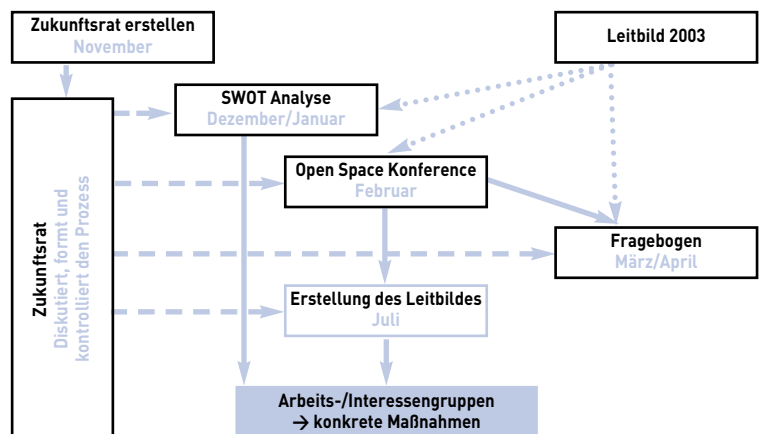 Zukunftsrat erstellen
November
Leitbild 2003
SWOT Analyse
Dezember/Januar
Open Space Konference
Februar
Zukunftsrat
Diskutiert, formt und
kontrolliert den Prozess
Fragebogen
März/April
Erstellung des Leitbildes
Juli
Arbeits-/Interessengruppen
→ konkrete Maßnahmen